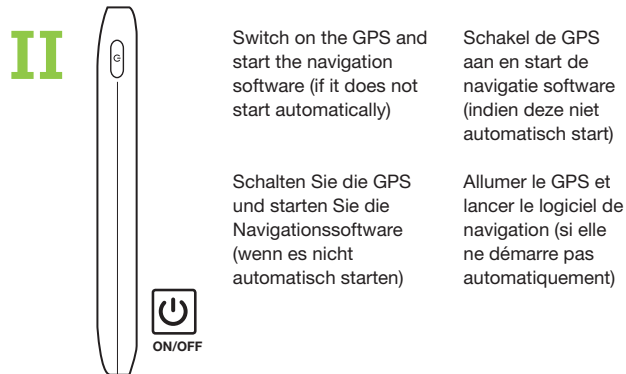 II
Switch on the GPS and
start the navigation
software (if it does not
start automatically)
Schakel de GPS
aan en start de
navigatie software
(indien deze niet
automatisch start)
Schalten Sie die GPS
und starten Sie die
Navigationssoftware
(wenn es nicht
automatisch starten)
Allumer le GPS et
lancer le logiciel de
navigation (si elle
ne démarre pas
automatiquement)
ON/OFF